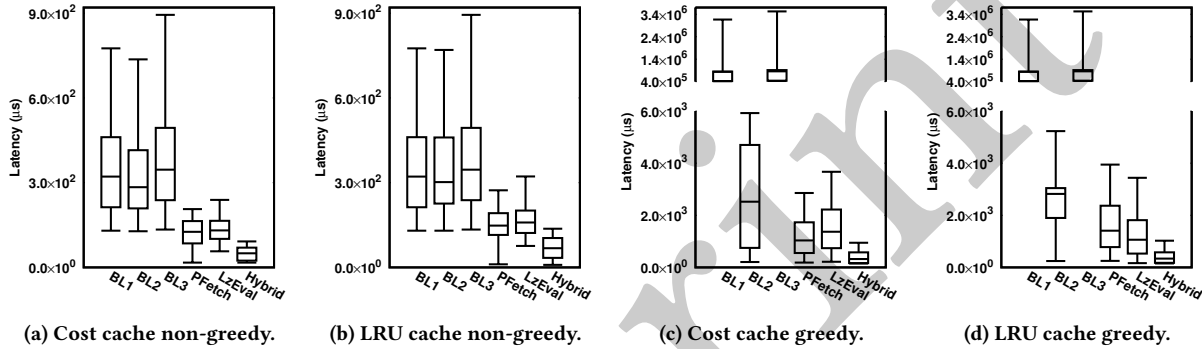 9.0×10²
6.0×10²
3.0×10²
0.0×10⁰
Latency (μs)
BL1
BL2
BL3
PFetch
LzEval
Hybrid
(a) Cost cache non-greedy.
9.0×10²
6.0×10²
3.0×10²
0.0×10⁰
Latency (μs)
BL1
BL2
BL3
PFetch
LzEval
Hybrid
(b) LRU cache non-greedy.
3.4×10⁶
2.4×10⁶
1.4×10⁶
4.0×10⁵
6.0×10³
4.0×10³
2.0×10³
0.0×10⁰
Latency (μs)
BL1
BL2
BL3
PFetch
LzEval
Hybrid
(c) Cost cache greedy.
3.4×10⁶
2.4×10⁶
1.4×10⁶
4.0×10⁵
6.0×10³
4.0×10³
2.0×10³
0.0×10⁰
Latency (μs)
BL1
BL2
BL3
PFetch
LzEval
Hybrid
(d) LRU cache greedy.
rint